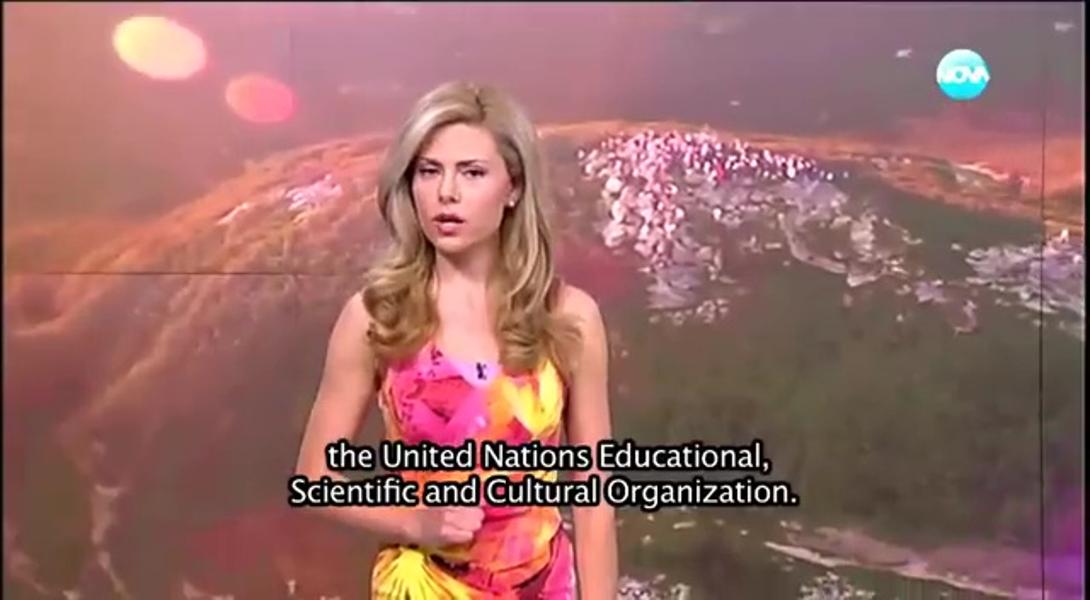 NOVA
the United Nations Educational,
Scientific and Cultural Organization.